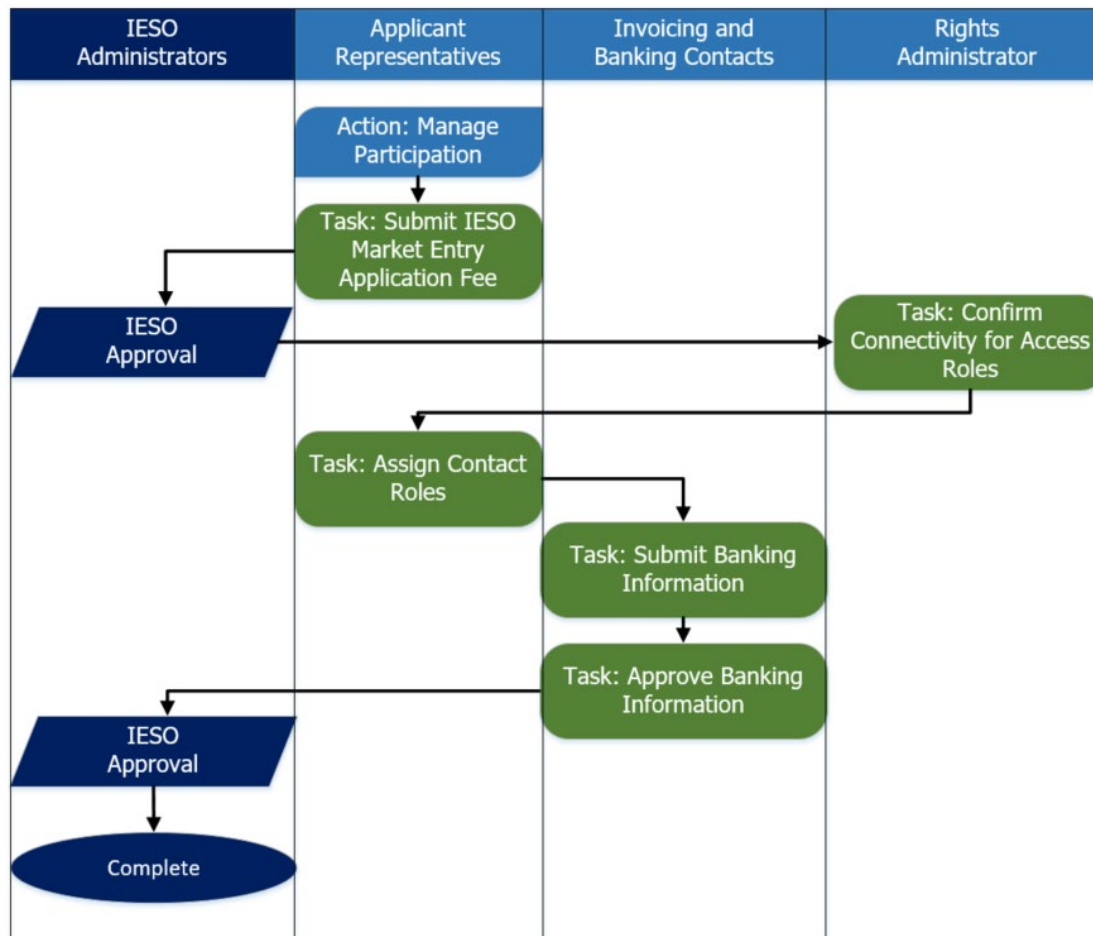 IESO
Administrators
Applicant
Representatives
Invoicing and
Banking Contacts
Rights
Administrator
Action: Manage
Participation
Task: Submit IESO
Market Entry
Application Fee
IESO
Approval
Task: Confirm
Connectivity for Access
Roles
Task: Assign Contact
Roles
Task: Submit Banking
Information
Task: Approve Banking
Information
IESO
Approval
Complete